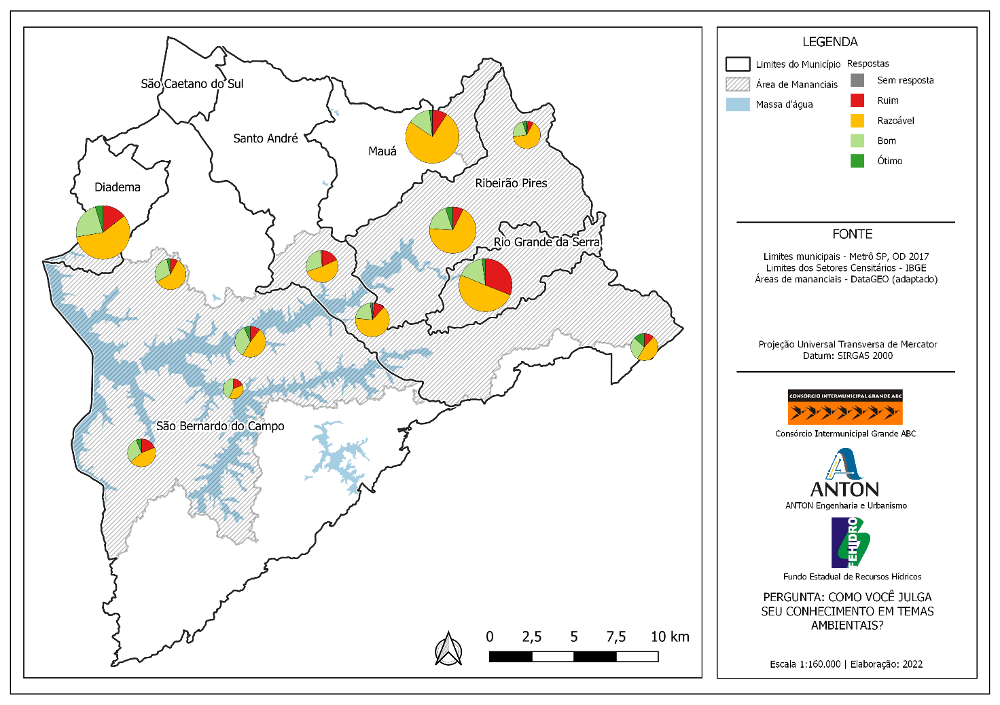 São Caetano do Sul
Santo André
Mauá
Diadema
Ribeirão Pires
Rio Grande da Serra
São Bernardo do Campo
0 2,5 5 7,5 10 km
LEGENDA
Limites do Município
Área de Mananciais
Massa d'água
Respostas
Sem resposta
Ruim
Razoável
Bom
Ótimo
FONTE
Limites municipais - Metrô SP, OD 2017
Limites dos Setores Censitários - IBGE
Áreas de mananciais - DataGEO (adaptado)
Projeção Universal Transversa de Mercator
Datum: SIRGAS 2000
CONSÓRCIO INTERMUNICIPAL GRANDE ABC
Consórcio Intermunicipal Grande ABC
ANTON
ANTON Engenharia e Urbanismo
FEHIDRO
Fundo Estadual de Recursos Hídricos
PERGUNTA: COMO VOCÊ JULGA
SEU CONHECIMENTO EM TEMAS
AMBIENTAIS?
Escala 1:160.000 | Elaboração: 2022